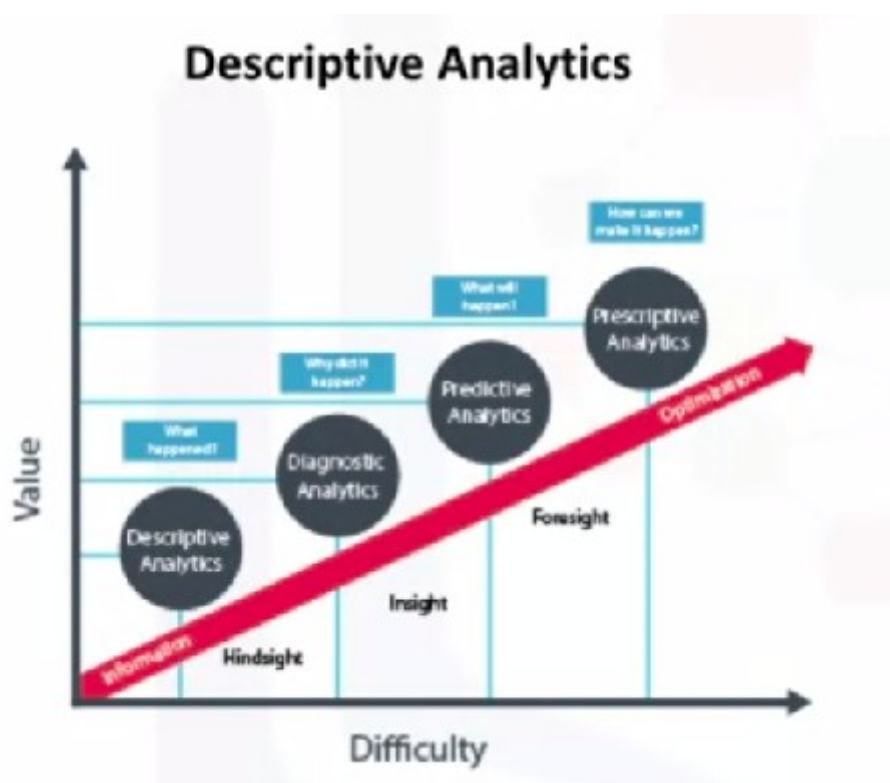 Descriptive Analytics
How can we
make it happen?
What will
happen?
Prescriptive
Analytics
Why did it
happen?
Predictive
Analytics
Optimization
What
happened?
Diagnostic
Analytics
Value
Descriptive
Analytics
Foresight
Insight
Information
Hindsight
Difficulty